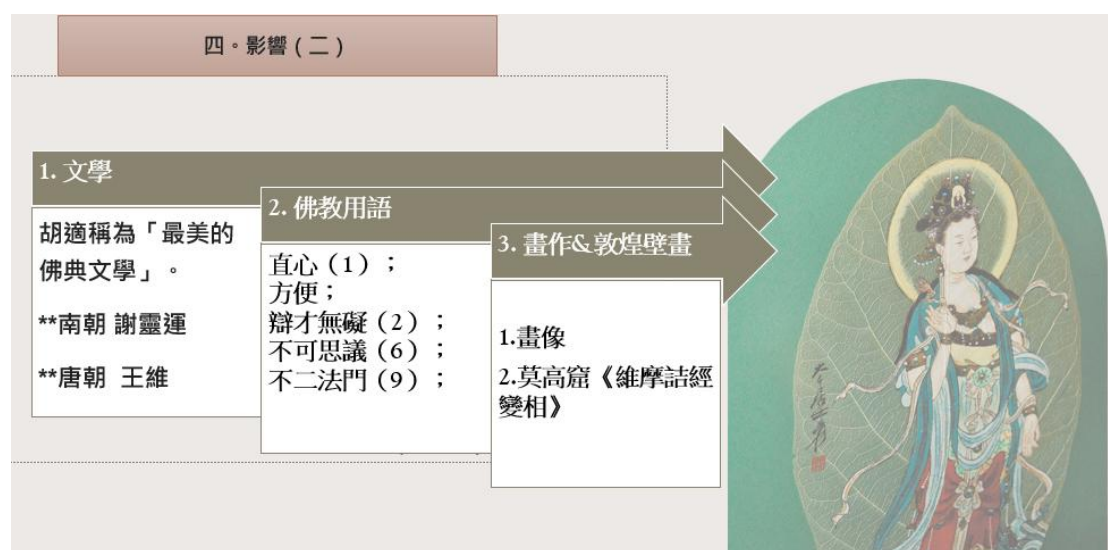 四。影響(二)
1. 文學
胡適稱為「最美的
佛典文學」。
**南朝 謝靈運
**唐朝 王維
2. 佛教用語
直心(1);
方便;
辯才無礙(2);
不可思議(6);
不二法門(9);
3. 畫作&敦煌壁畫
1.畫像
2.莫高窟《維摩詰經
變相》